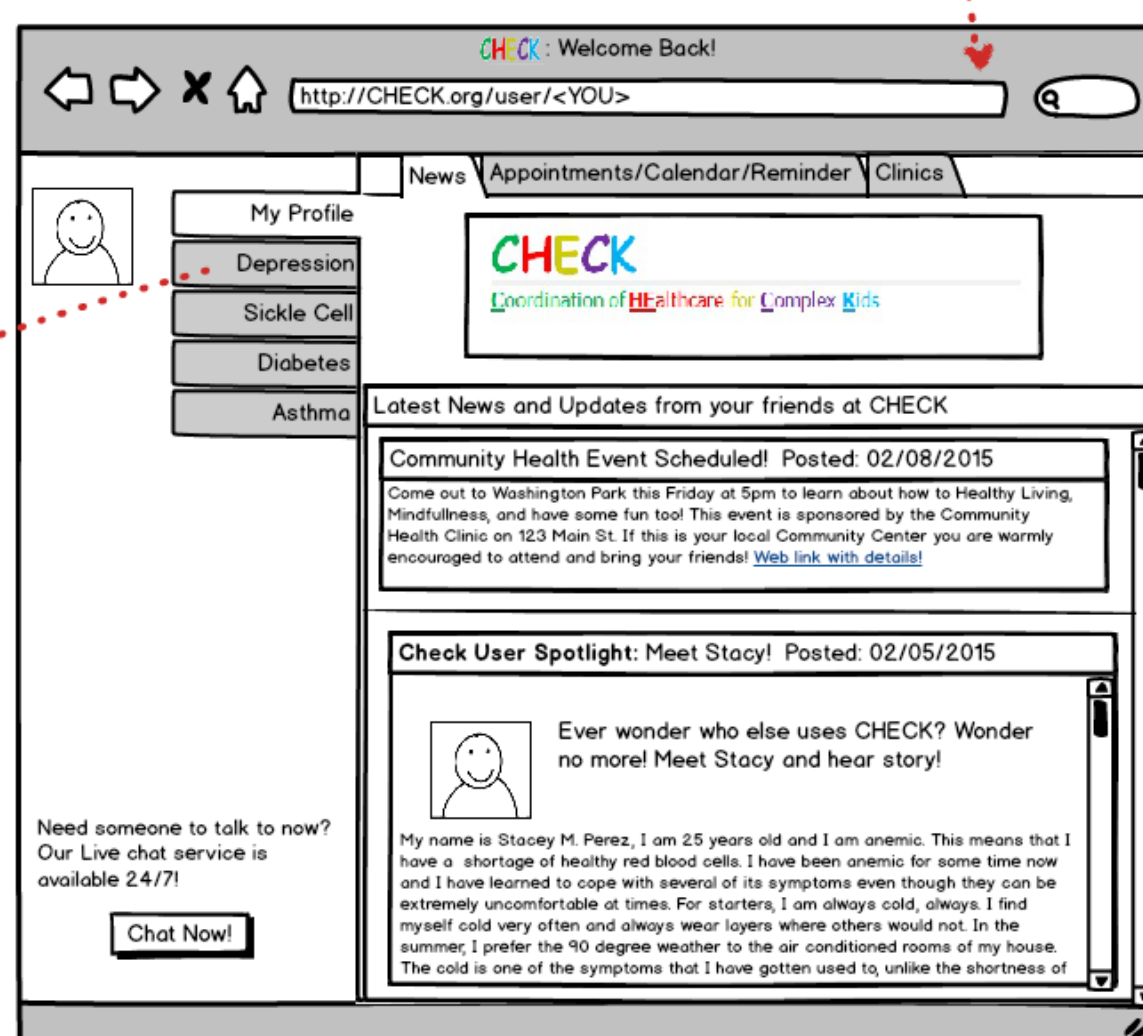 CHECK : Welcome Back!
http://CHECK.org/user/<YOU>
News
Appointments/Calendar/Reminder
Clinics
My Profile
Depression
Sickle Cell
Diabetes
Asthma
CHECK
Coordination of HEalthcare for Complex Kids
Latest News and Updates from your friends at CHECK
Community Health Event Scheduled! Posted: 02/08/2015
Come out to Washington Park this Friday at 5pm to learn about how to Healthy Living,
Mindfullness, and have some fun too! This event is sponsored by the Community
Health Clinic on 123 Main St. If this is your local Community Center you are warmly
encouraged to attend and bring your friends! Web link with details!
Check User Spotlight: Meet Stacy! Posted: 02/05/2015
Ever wonder who else uses CHECK? Wonder
no more! Meet Stacy and hear story!
My name is Stacey M. Perez, I am 25 years old and I am anemic. This means that I
have a shortage of healthy red blood cells. I have been anemic for some time now
and I have learned to cope with several of its symptoms even though they can be
extremely uncomfortable at times. For starters, I am always cold, always. I find
myself cold very often and always wear layers where others would not. In the
summer, I prefer the 90 degree weather to the air conditioned rooms of my house.
The cold is one of the symptoms that I have gotten used to, unlike the shortness of
Need someone to talk to now?
Our Live chat service is
available 24/7!
Chat Now!